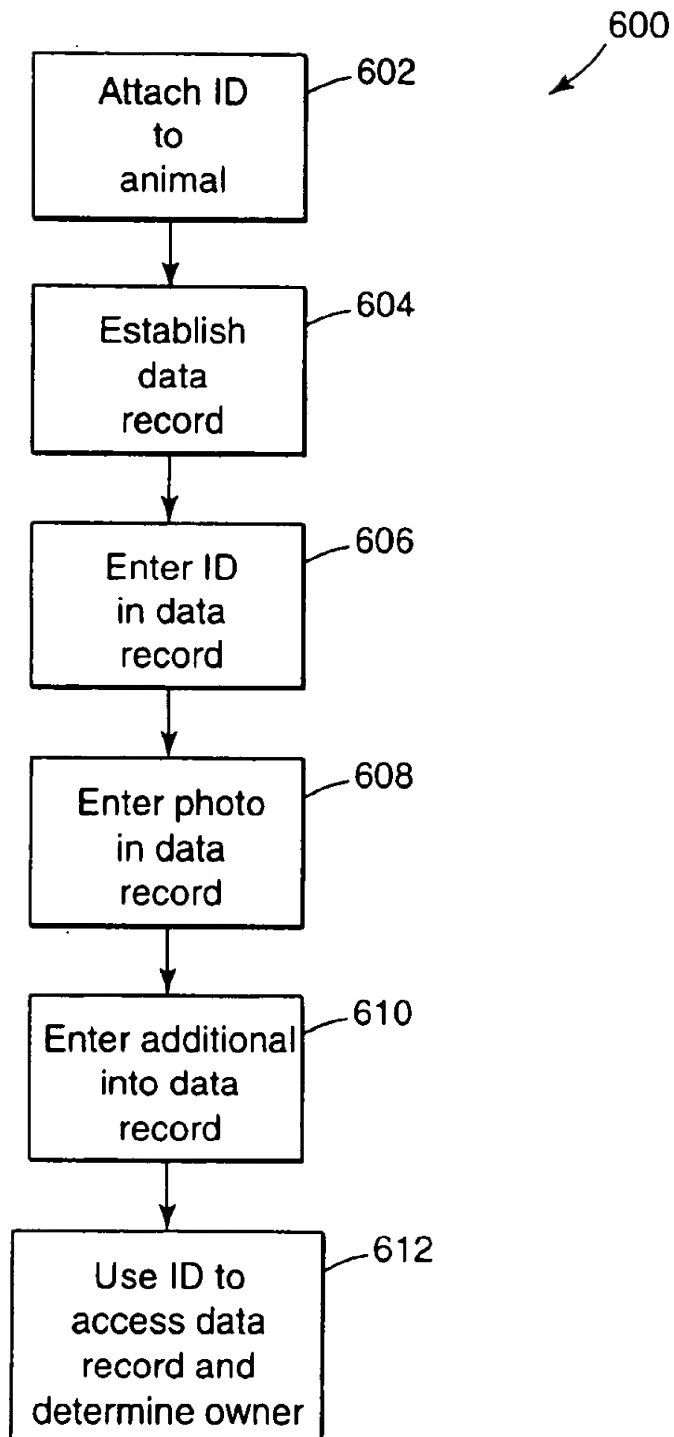 600
602
Attach ID
to
animal
604
Establish
data
record
606
Enter ID
in data
record
608
Enter photo
in data
record
610
Enter additional
into data
record
612
Use ID to
access data
record and
determine owner